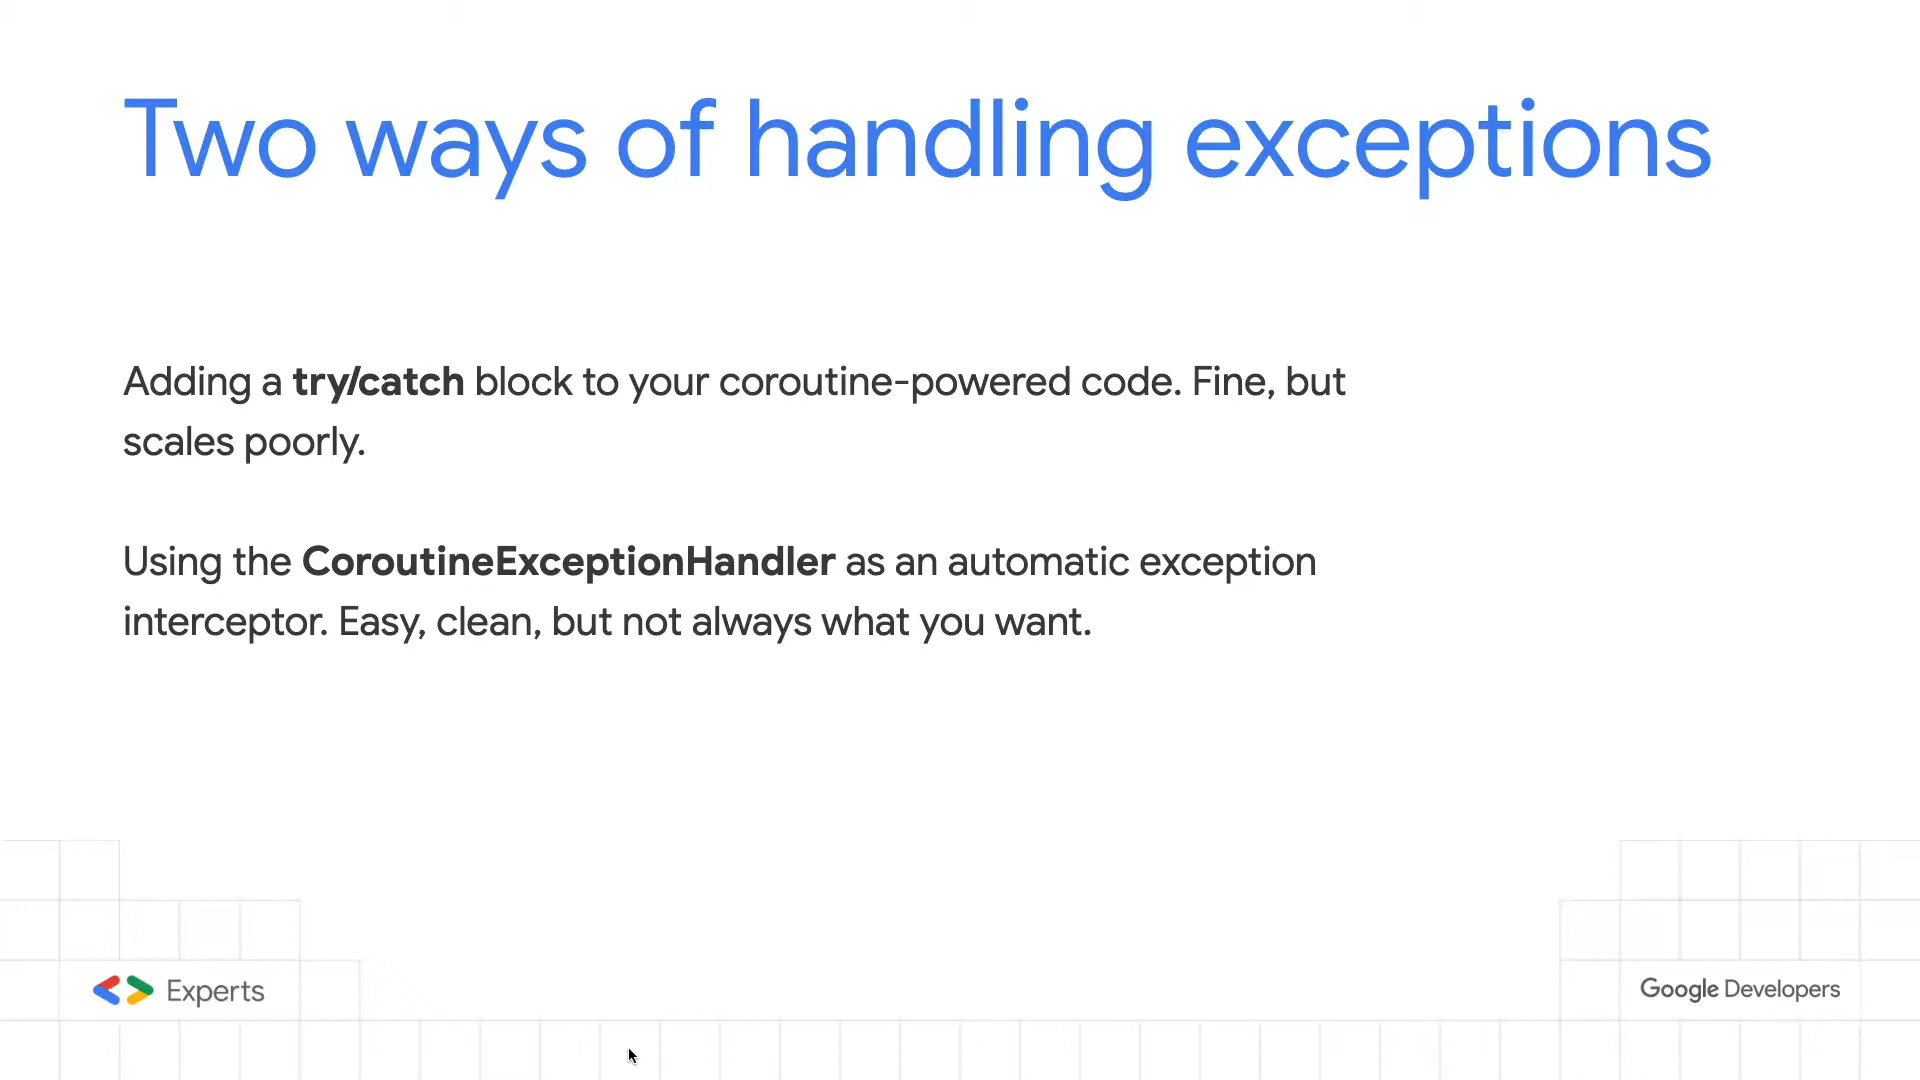 Two ways of handling exceptions
Adding a try/catch block to your coroutine-powered code. Fine, but
scales poorly.
Using the CoroutineExceptionHandler as an automatic exception
interceptor. Easy, clean, but not always what you want.
Experts
Google Developers